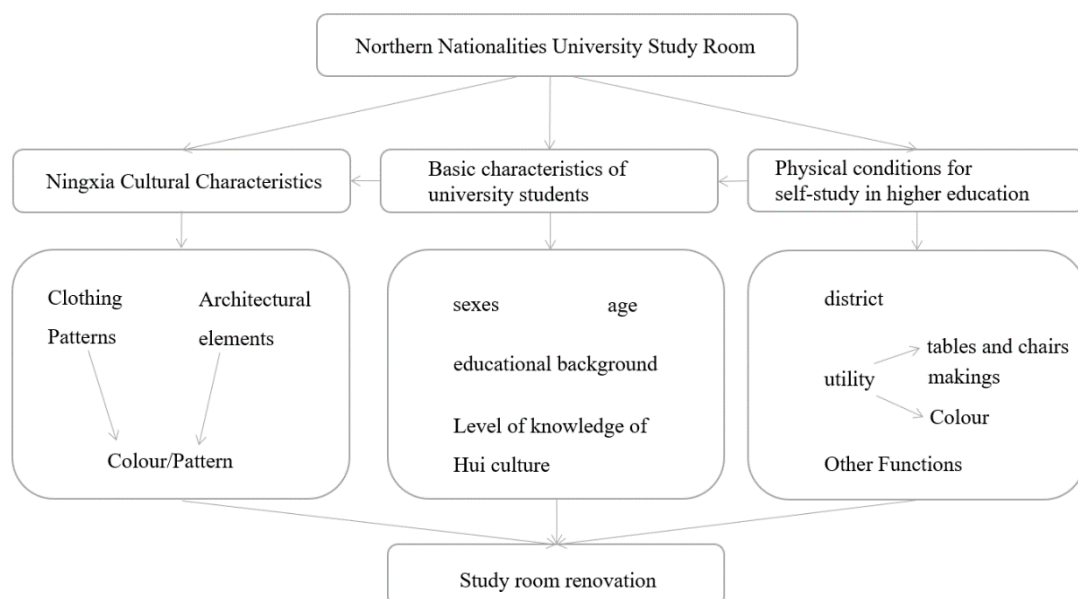 Northern Nationalities University Study Room
Ningxia Cultural Characteristics
Basic characteristics of
university students
Physical conditions for
self-study in higher education
Clothing
Patterns
Architectural
elements
Colour/Pattern
sexes
age
educational background
Level of knowledge of
Hui culture
district
utility
tables and chairs
makings
Colour
Other Functions
Study room renovation